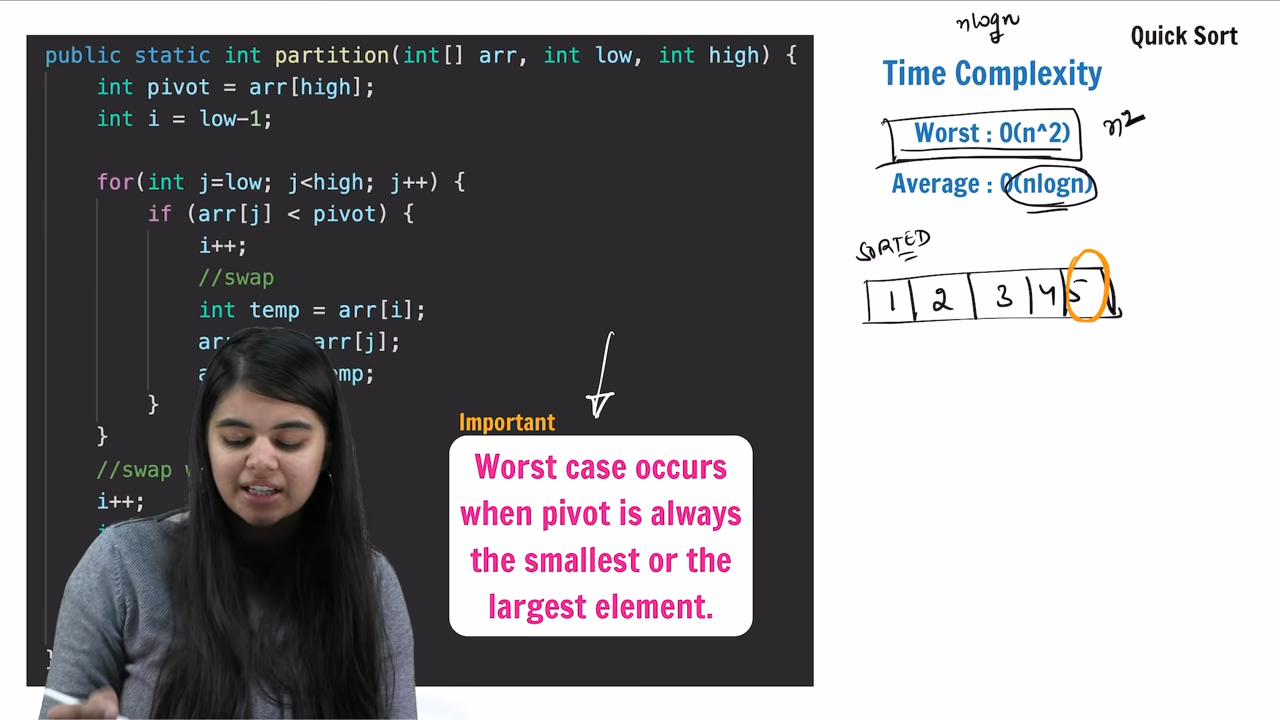 public static int partition(int[] arr, int low, int high) {
int pivot = arr[high];
int i = low-1;
for(int j=low; j<high; j++) {
if (arr[j] < pivot) {
i++;
//swap
int temp = arr[i];
arr[j];
}
}
//swap
i++;
}
Important
Worst case occurs
when pivot is always
the smallest or the
largest element.
nlogn
Quick Sort
Time Complexity
Worst : O(n^2)
n2
Average : O(nlogn)
SORTED
1 2 3 4 5